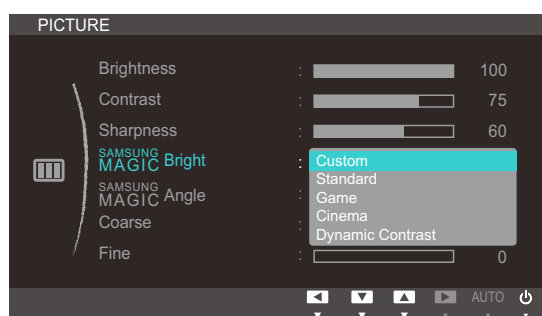 PICTURE
Brightness : 100
Contrast : 75
Sharpness : 60
SAMSUNG MAGIC Bright : Custom
Standard
SAMSUNG MAGIC Angle : Game
Cinema
Coarse : Dynamic Contrast
Fine : 0
AUTO